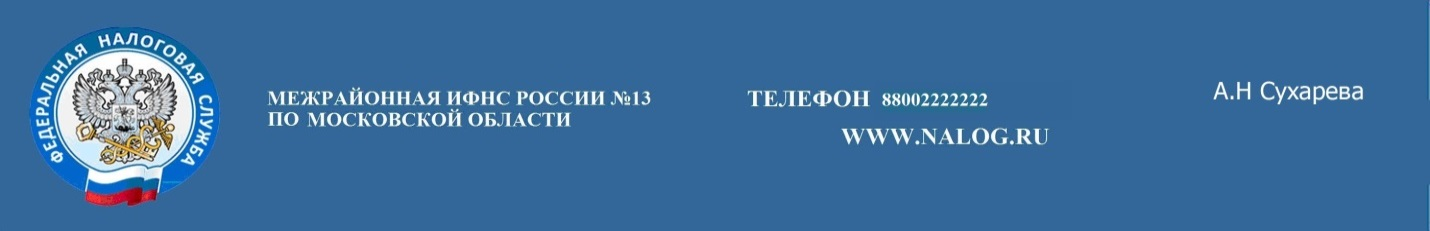 ФЕДЕРАЛЬНАЯ НАЛОГОВАЯ СЛУЖБА
МЕЖРАЙОННАЯ ИФНС РОССИИ №13
ПО МОСКОВСКОЙ ОБЛАСТИ
ТЕЛЕФОН 88002222222
WWW.NALOG.RU
А.Н Сухарева